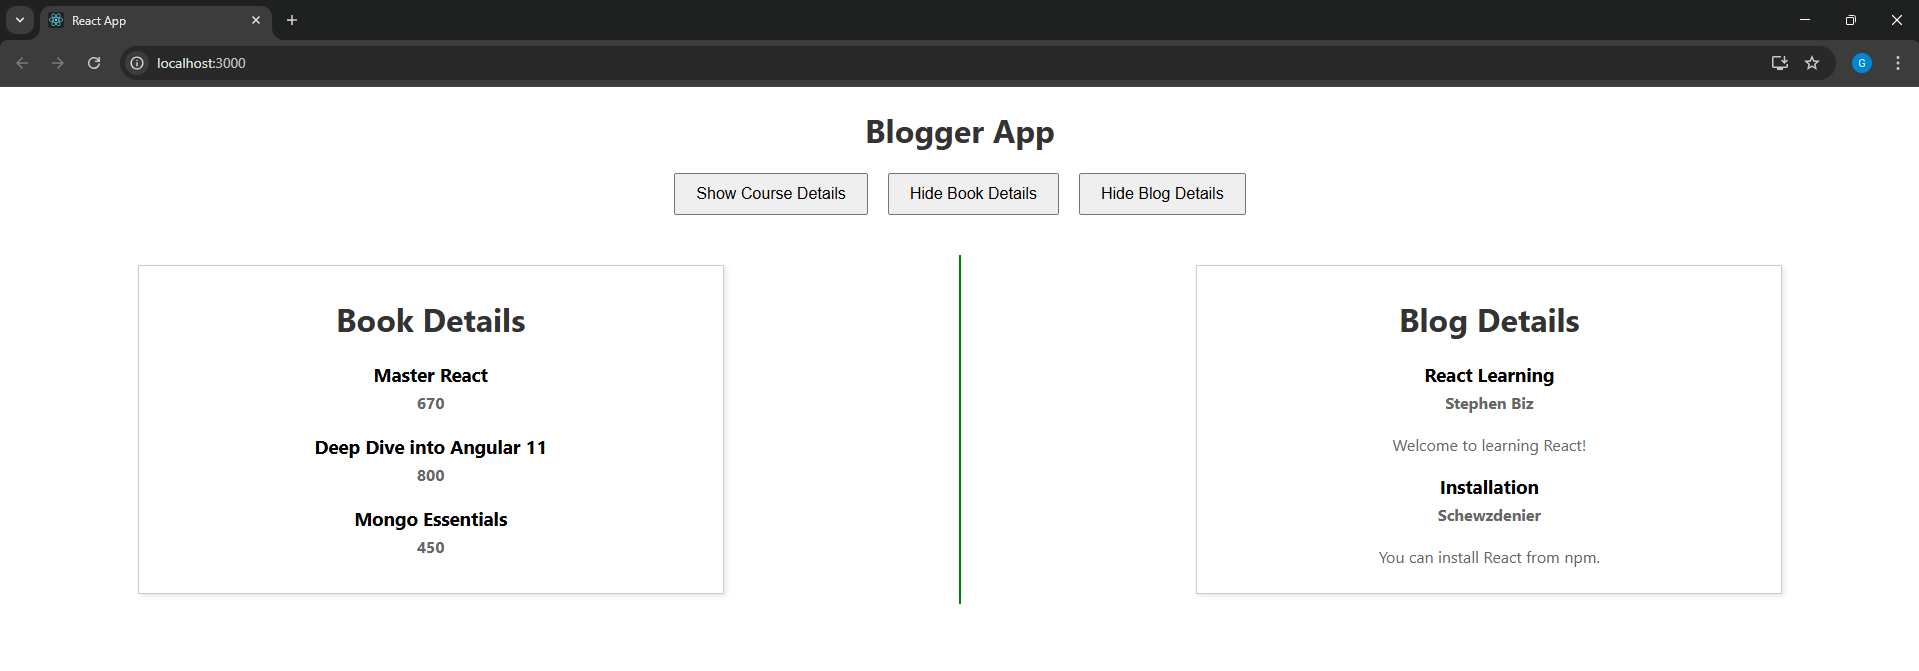 React App
localhost:3000
G
Blogger App
Show Course Details
Hide Book Details
Hide Blog Details
Book Details
Master React
670
Deep Dive into Angular 11
800
Mongo Essentials
450
Blog Details
React Learning
Stephen Biz
Welcome to learning React!
Installation
Schewzdenier
You can install React from npm.